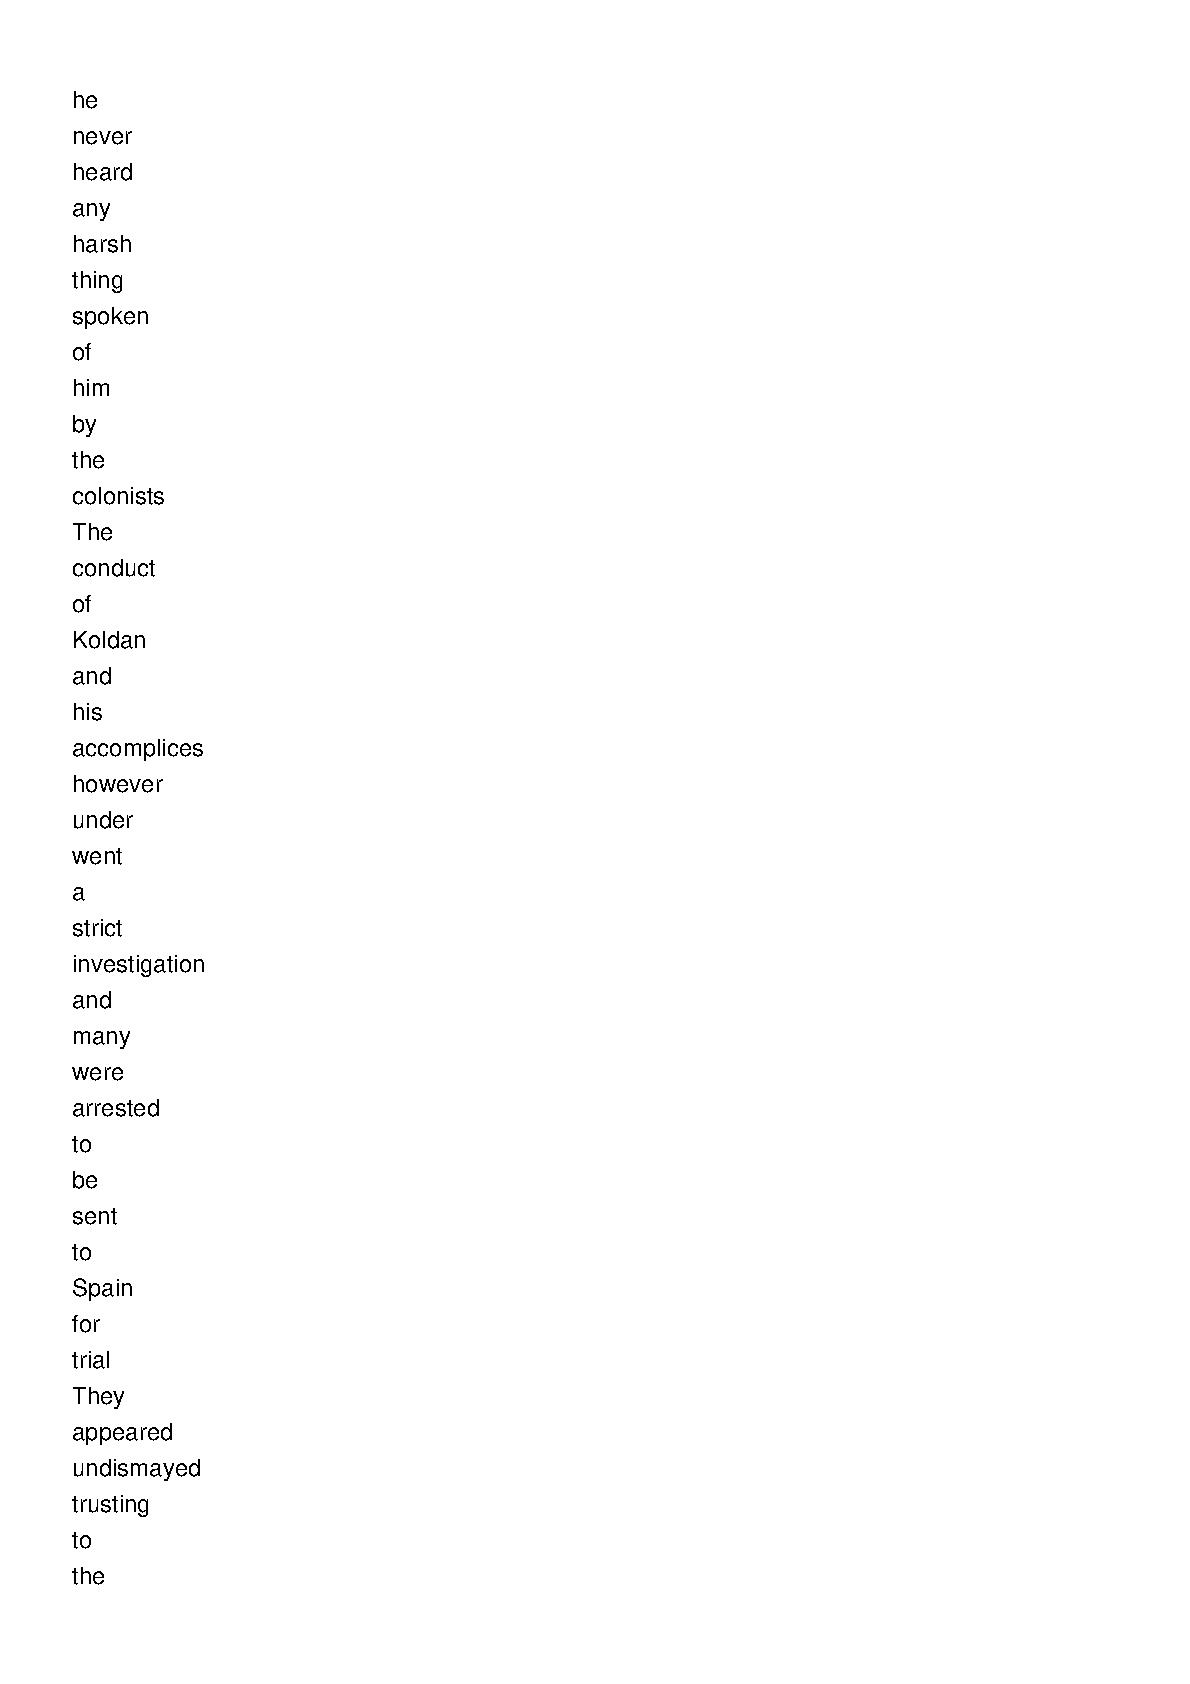 he
never
heard
any
harsh
thing
spoken
of
him
by
the
colonists
The
conduct
of
Koldan
and
his
accomplices
however
under
went
a
strict
investigation
and
many
were
arrested
to
be
sent
to
Spain
for
trial
They
appeared
undismayed
trusting
to
the